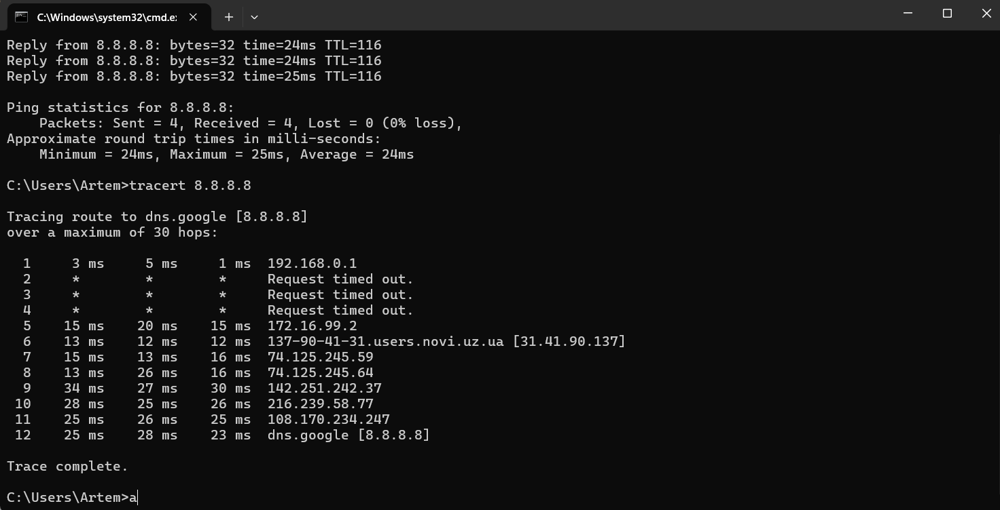 C:\Windows\system32\cmd.e
Reply from 8.8.8.8: bytes=32 time=24ms TTL=116
Reply from 8.8.8.8: bytes=32 time=24ms TTL=116
Reply from 8.8.8.8: bytes=32 time=25ms TTL=116
Ping statistics for 8.8.8.8:
    Packets: Sent = 4, Received = 4, Lost = 0 (0% loss),
Approximate round trip times in milli-seconds:
    Minimum = 24ms, Maximum = 25ms, Average = 24ms
C:\Users\Artem>tracert 8.8.8.8
Tracing route to dns.google [8.8.8.8]
over a maximum of 30 hops:
  1     3 ms     5 ms     1 ms  192.168.0.1
  2     *        *        *     Request timed out.
  3     *        *        *     Request timed out.
  4     *        *        *     Request timed out.
  5    15 ms    20 ms    15 ms  172.16.99.2
  6    13 ms    12 ms    12 ms  137-90-41-31.users.novi.uz.ua [31.41.90.137]
  7    15 ms    13 ms    16 ms  74.125.245.59
  8    13 ms    26 ms    16 ms  74.125.245.64
  9    34 ms    27 ms    30 ms  142.251.242.37
 10    28 ms    25 ms    26 ms  216.239.58.77
 11    25 ms    26 ms    25 ms  108.170.234.247
 12    25 ms    28 ms    23 ms  dns.google [8.8.8.8]
Trace complete.
C:\Users\Artem>a